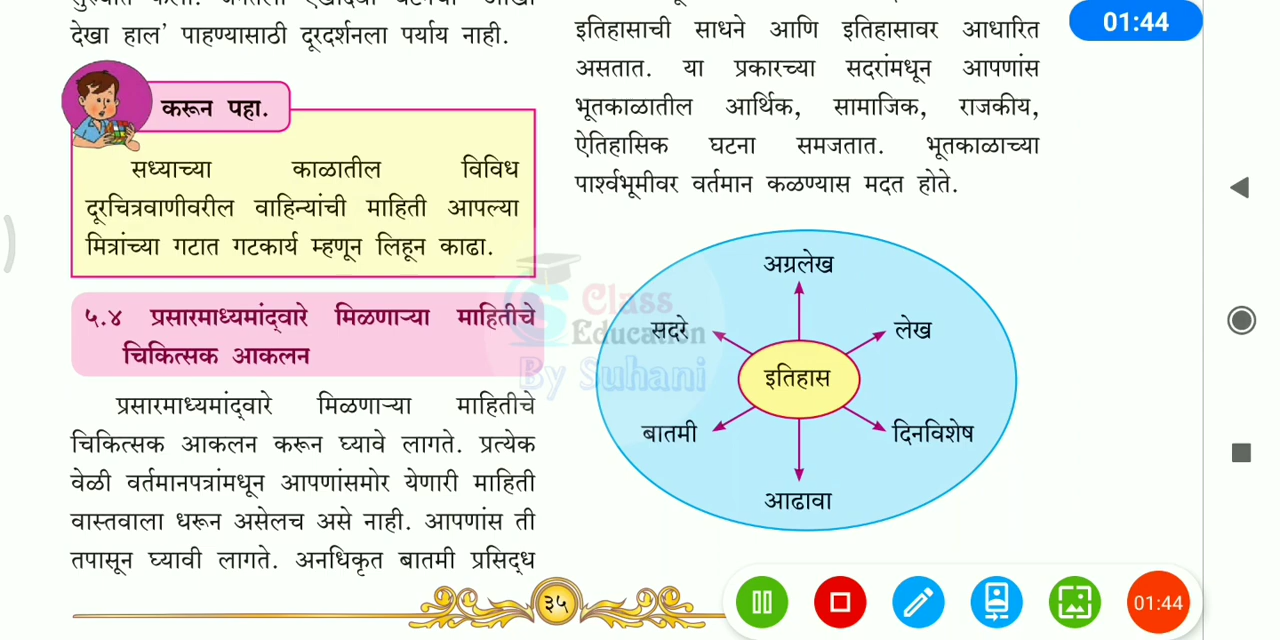 देखा हाल’ पाहण्यासाठी दूरदर्शनला पर्याय नाही.
करून पहा.
सध्याच्या काळातील विविध
दूरचित्रवाणीवरील वाहिन्यांची माहिती आपल्या
मित्रांच्या गटात गटकार्य म्हणून लिहून काढा.
५.४ प्रसारमाध्यमांद्वारे मिळणाऱ्या माहितीचे
चिकित्सक आकलन
प्रसारमाध्यमांद्वारे मिळणाऱ्या माहितीचे
चिकित्सक आकलन करून घ्यावे लागते. प्रत्येक
वेळी वर्तमानपत्रांमधून आपणांसमोर येणारी माहिती
वास्तवाला धरून असेलच असे नाही. आपणांस ती
तपासून घ्यावी लागते. अनधिकृत बातमी प्रसिद्ध
इतिहासाची साधने आणि इतिहासावर आधारित
असतात. या प्रकारच्या सदरांमधून आपणांस
भूतकाळातील आर्थिक, सामाजिक, राजकीय,
ऐतिहासिक घटना समजतात. भूतकाळाच्या
पार्श्वभूमीवर वर्तमान कळण्यास मदत होते.
अग्रलेख
सदरे
लेख
इतिहास
बातमी
दिनविशेष
आढावा
३५
Class
Education
By Suhani
01:44
01:44